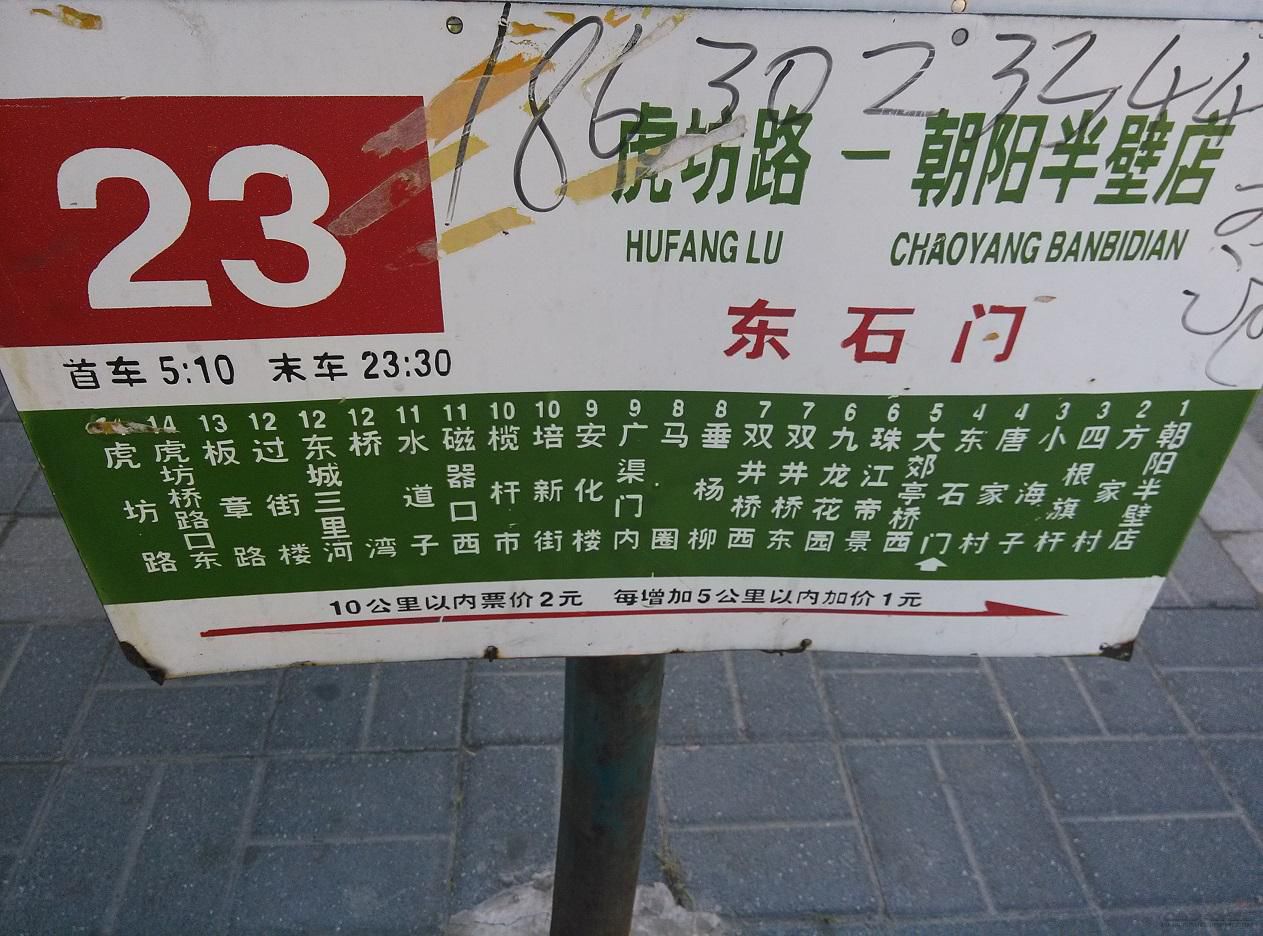 18630 2 3244
23
虎坊路 — 朝阳半壁店
HUFANG LU CHAOYANG BANBIDIAN
东石门
首车 5:10 末车 23:30
虎坊路
14 虎坊桥路口东
13 板章路
12 过街楼
12 东城三里河
12 桥湾
11 水道子
11 磁器口西
10 榄杆市
10 培新街
9 安化楼
9 广渠门内
8 马圈
8 垂杨柳
7 双井桥西
7 双井桥东
6 九龙花园
6 珠江帝景
5 大郊亭桥西
4 东石门
4 唐家村
3 小海子
3 四根旗杆
2 方家村
1 朝阳半壁店
10公里以内票价2元 每增加5公里以内加价1元